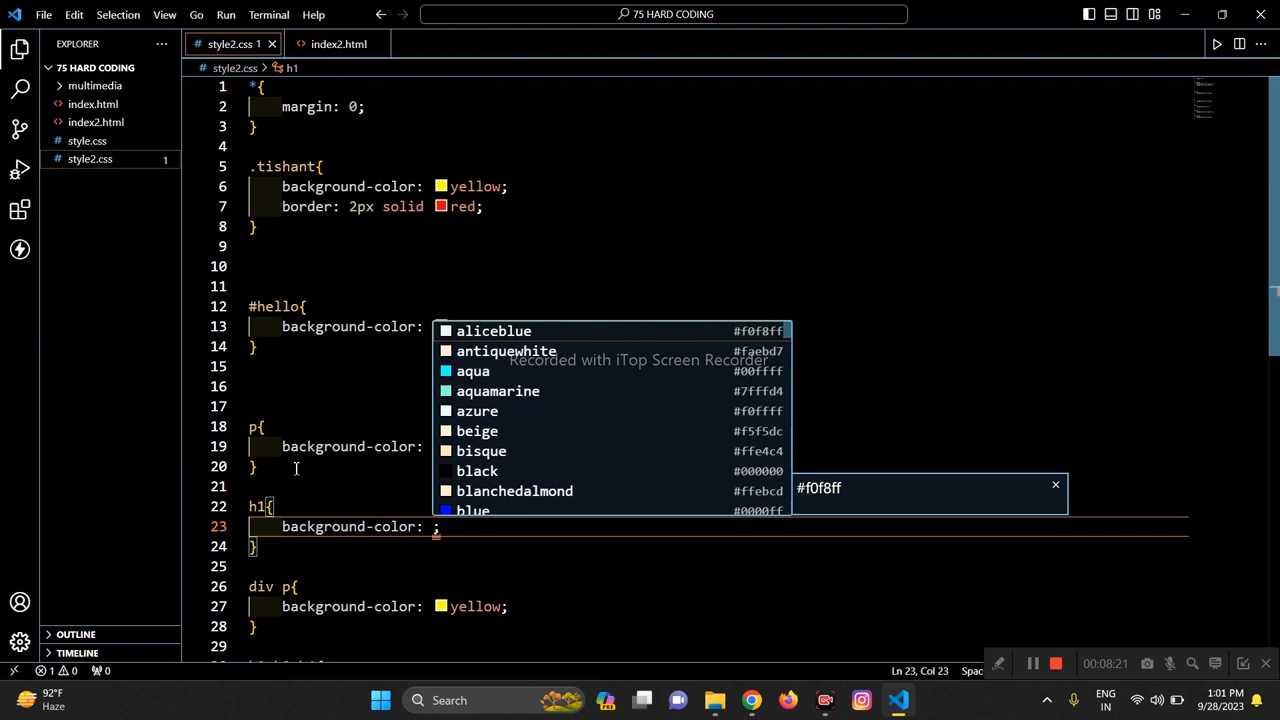 File Edit Selection View Go Run Terminal Help
75 HARD CODING
EXPLORER
75 HARD CODING
multimedia
index.html
index2.html
style.css
style2.css 1
OUTLINE
TIMELINE
style2.css 1
index2.html
style2.css > h1
1 *{
2 margin: 0;
3 }
4
5 .tishant{
6 background-color: yellow;
7 border: 2px solid red;
8 }
9
10
11
12 #hello{
13 background-color:
14 }
15
16
17
18 p{
19 background-color:
20 }
21
22 h1{
23 background-color: ;
24 }
25
26 div p{
27 background-color: yellow;
28 }
29
aliceblue #f0f8ff
antiquewhite #faebd7
Recorded with iTop Screen Recorder
aqua #00ffff
aquamarine #7fffd4
azure #f0ffff
beige #f5f5dc
bisque #ffe4c4
black #000000
blanchedalmond #ffebcd
blue #0000ff
#f0f8ff
1 0 0
Ln 23, Col 23
00:08:21
92°F
Haze
Search
PRE
ENG
IN
1:01 PM
9/28/2023